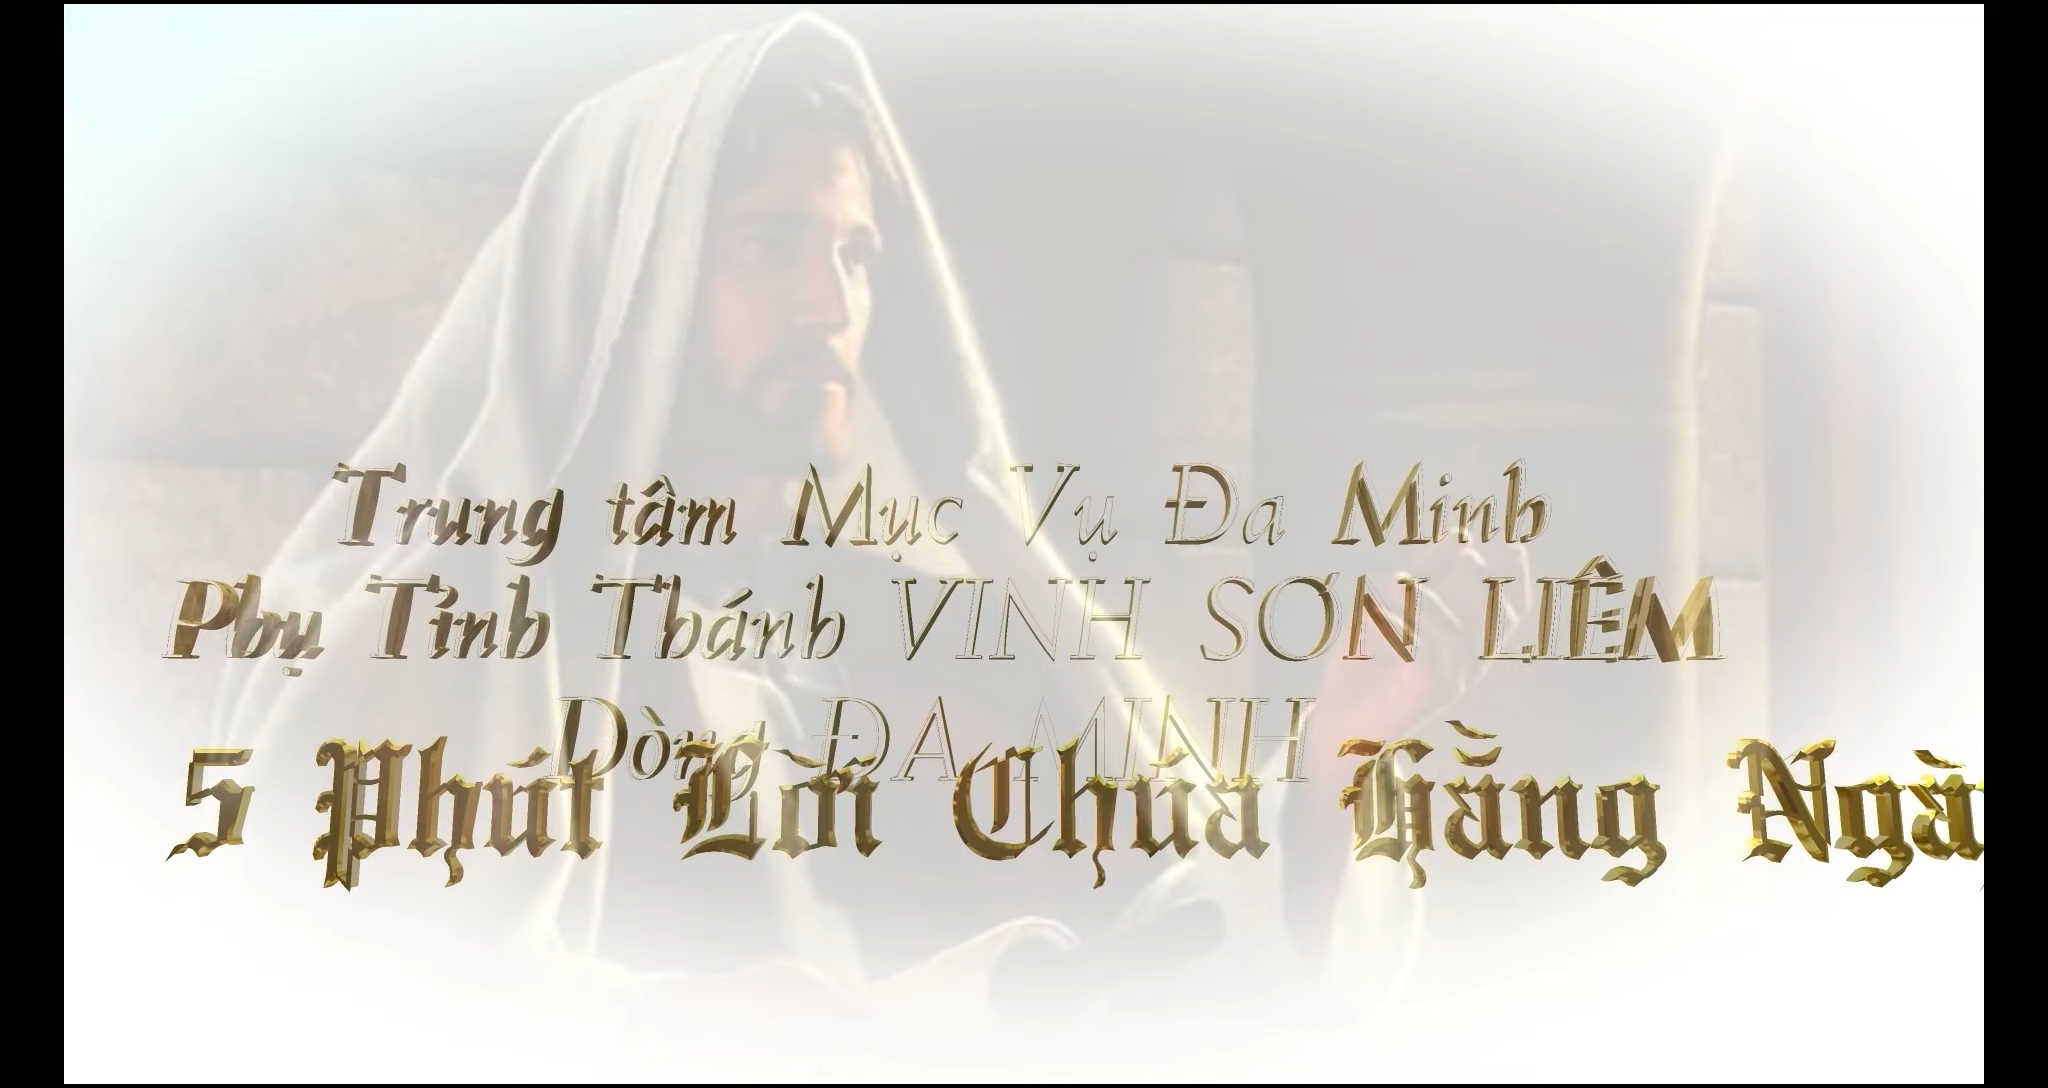 Trung tâm Mục Vụ Đa Minh
Phụ Tỉnh Thánh VINH SƠN LIÊM
Dòng ĐA MINH
5 Phút Lời Chúa Hằng Ngà